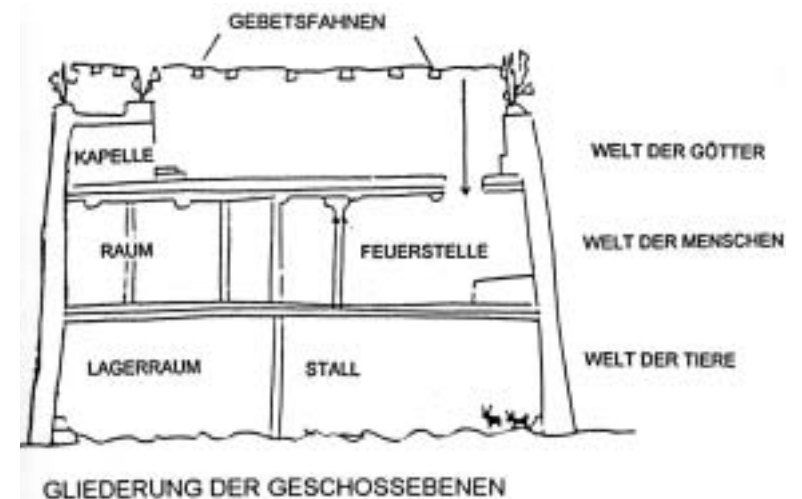 GEBETSFAHNEN
KAPELLE
WELT DER GÖTTER
RAUM
FEUERSTELLE
WELT DER MENSCHEN
LAGERRAUM
STALL
WELT DER TIERE
GLIEDERUNG DER GESCHOSSEBENEN